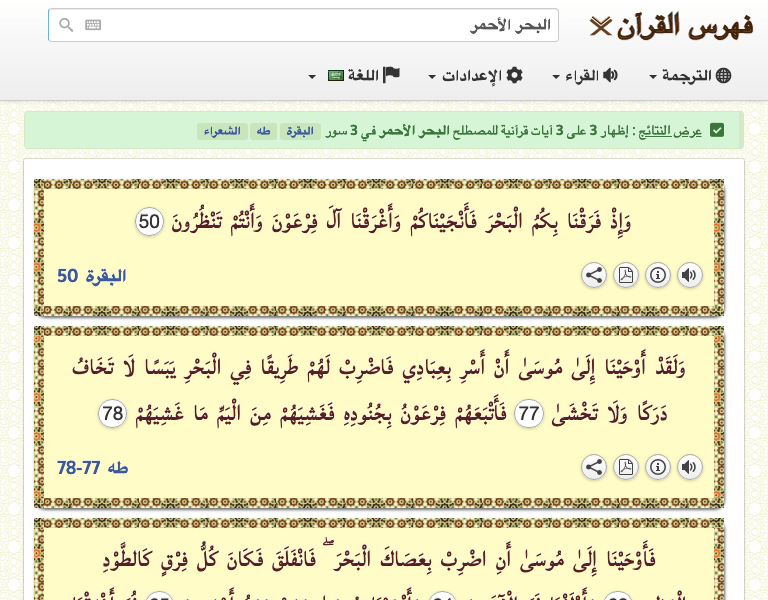 فهرس القرآن
البحر الأحمر
الترجمة
القراء
الإعدادات
اللغة
عرض النتائج : إظهار 3 على 3 آيات قرآنية للمصطلح البحر الأحمر في 3 سور البقرة طه الشعراء
وَإِذْ فَرَقْنَا بِكُمُ الْبَحْرَ فَأَنْجَيْنَاكُمْ وَأَغْرَقْنَا آلَ فِرْعَوْنَ وَأَنْتُمْ تَنْظُرُونَ 50
البقرة 50
وَلَقَدْ أَوْحَيْنَا إِلَىٰ مُوسَىٰ أَنْ أَسْرِ بِعِبَادِي فَاضْرِبْ لَهُمْ طَرِيقًا فِي الْبَحْرِ يَبَسًا لَا تَخَافُ
دَرَكًا وَلَا تَخْشَىٰ 77 فَأَتْبَعَهُمْ فِرْعَوْنُ بِجُنُودِهِ فَغَشِيَهُمْ مِنَ الْيَمِّ مَا غَشِيَهُمْ 78
طه 77-78
فَأَوْحَيْنَا إِلَىٰ مُوسَىٰ أَنِ اضْرِبْ بِعَصَاكَ الْبَحْرَ ۖ فَانْفَلَقَ فَكَانَ كُلُّ فِرْقٍ كَالطَّوْدِ